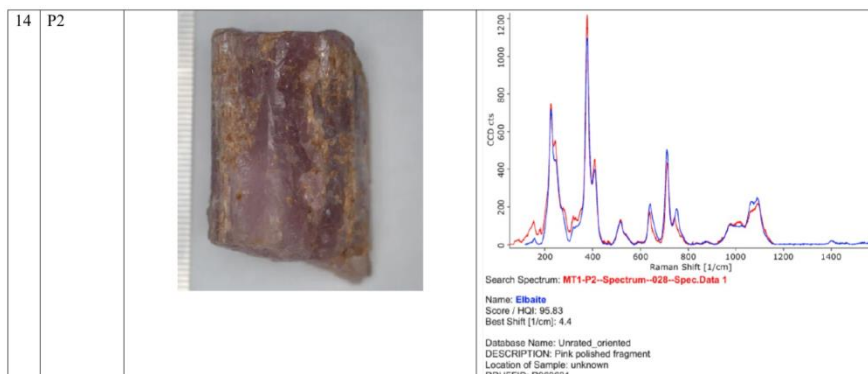 14 P2
1200
1000
800
600
400
200
0
CCD cts
200 400 600 800 1000 1200 1400
Raman Shift [1/cm]
Search Spectrum: MT1-P2--Spectrum--028--Spec.Data 1
Name: Elbaite
Score / HQI: 95.83
Best Shift [1/cm]: 4.4
Database Name: Unrated_oriented
DESCRIPTION: Pink polished fragment
Location of Sample: unknown